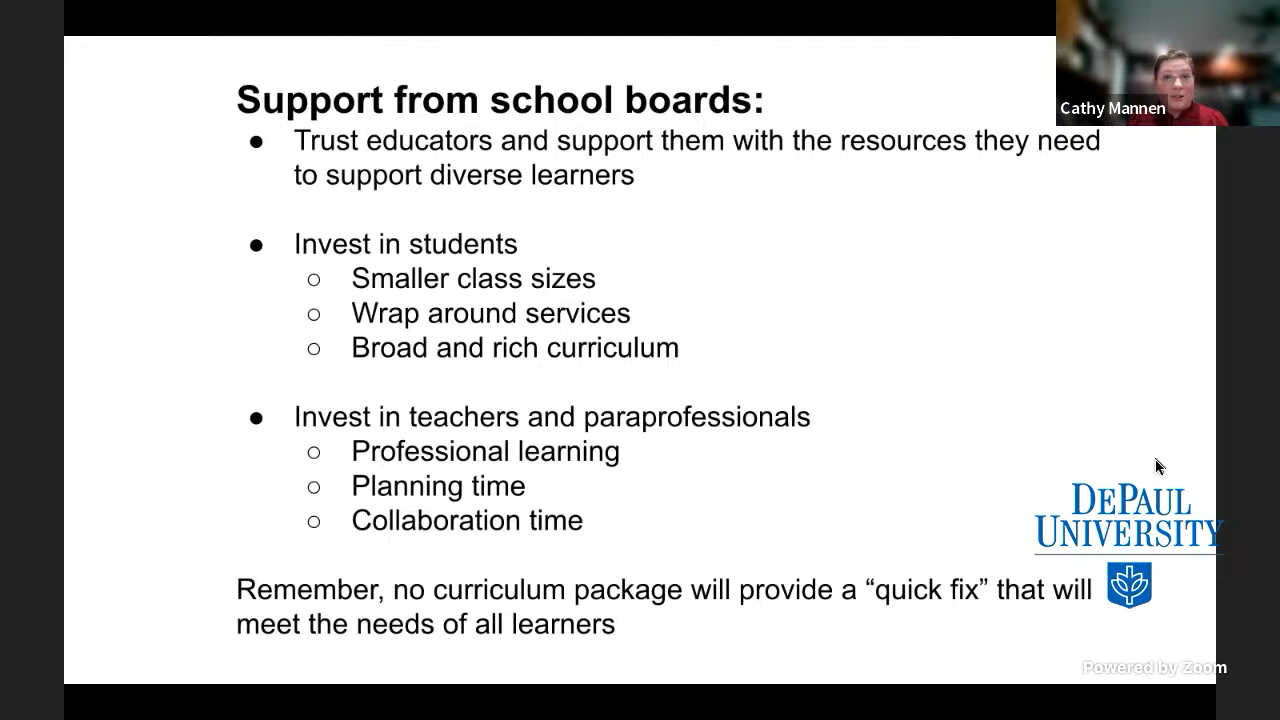 Support from school boards:
● Trust educators and support them with the resources they need
to support diverse learners
● Invest in students
○ Smaller class sizes
○ Wrap around services
○ Broad and rich curriculum
● Invest in teachers and paraprofessionals
○ Professional learning
○ Planning time
○ Collaboration time
Remember, no curriculum package will provide a “quick fix” that will
meet the needs of all learners
Cathy Mannen
DEPAUL
UNIVERSITY
Powered by Zoom